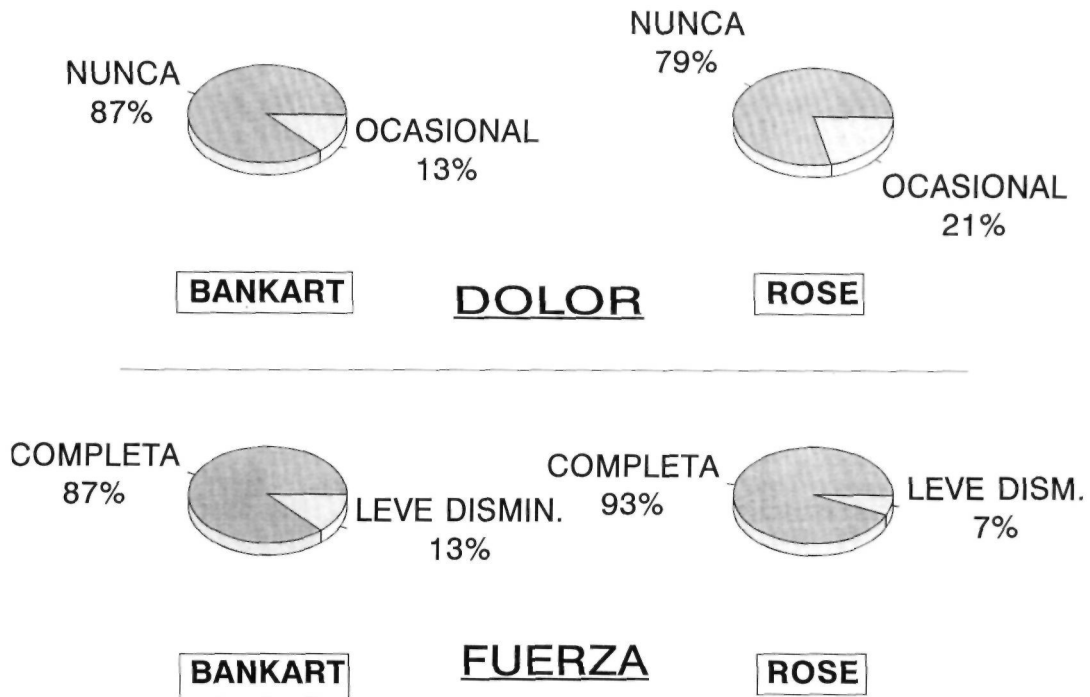 NUNCA
87%
OCASIONAL
13%
NUNCA
79%
OCASIONAL
21%
BANKART
DOLOR
ROSE
COMPLETA
87%
LEVE DISMIN.
13%
COMPLETA
93%
LEVE DISM.
7%
BANKART
FUERZA
ROSE